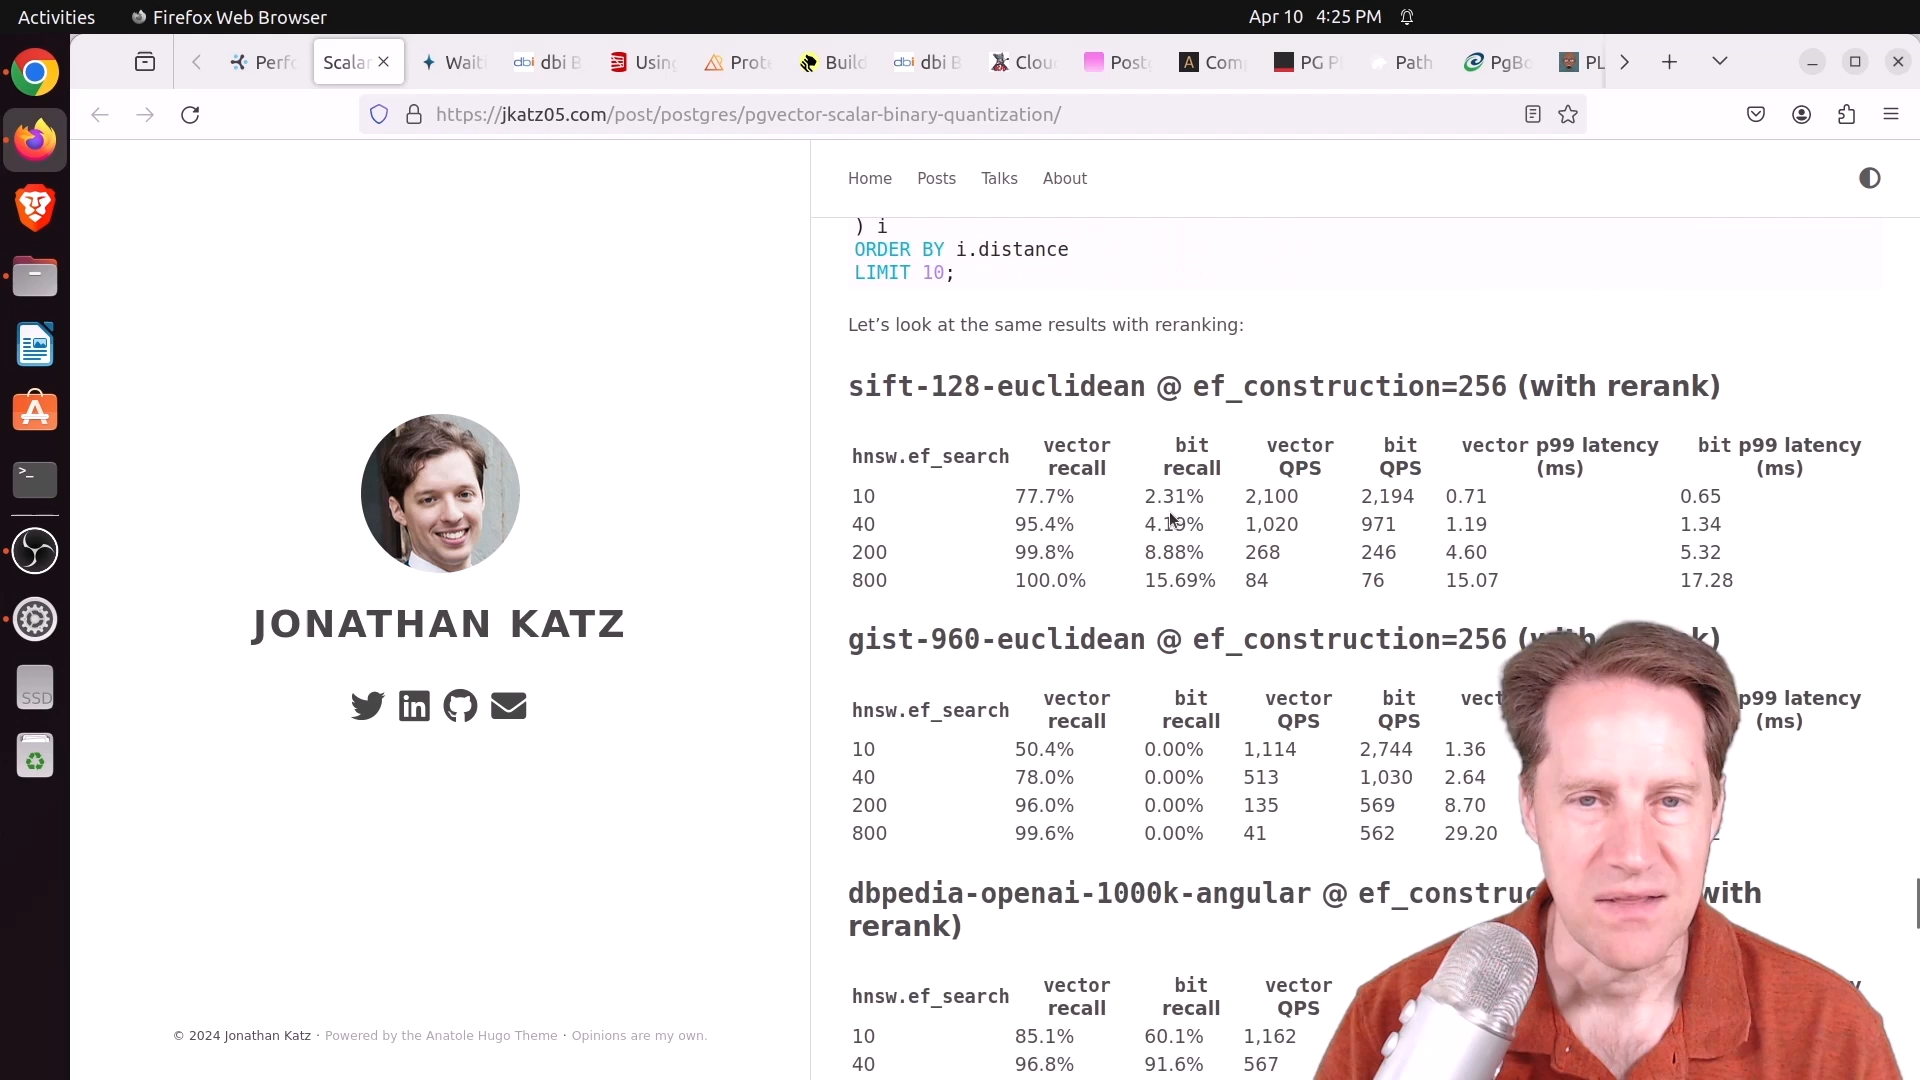 Activities
Firefox Web Browser
Apr 10 4:25 PM
Perfo
Scalar
Waiti
dbi B
Using
Prote
Build
dbi B
Clou
Postg
Com
PG P
Path
PgBo
PL
https://jkatz05.com/post/postgres/pgvector-scalar-binary-quantization/
Home Posts Talks About
) i
ORDER BY i.distance
LIMIT 10;
Let’s look at the same results with reranking:
sift-128-euclidean @ ef_construction=256 (with rerank)
hnsw.ef_search vector recall bit recall vector QPS bit QPS vector p99 latency (ms) bit p99 latency (ms)
10 77.7% 2.31% 2,100 2,194 0.71 0.65
40 95.4% 4.19% 1,020 971 1.19 1.34
200 99.8% 8.88% 268 246 4.60 5.32
800 100.0% 15.69% 84 76 15.07 17.28
gist-960-euclidean @ ef_construction=256 (with rerank)
hnsw.ef_search vector recall bit recall vector QPS bit QPS vect p99 latency (ms)
10 50.4% 0.00% 1,114 2,744 1.36
40 78.0% 0.00% 513 1,030 2.64
200 96.0% 0.00% 135 569 8.70
800 99.6% 0.00% 41 562 29.20
dbpedia-openai-1000k-angular @ ef_construc with
rerank)
hnsw.ef_search vector recall bit recall vector QPS
10 85.1% 60.1% 1,162
40 96.8% 91.6% 567
JONATHAN KATZ
© 2024 Jonathan Katz · Powered by the Anatole Hugo Theme · Opinions are my own.
SSD